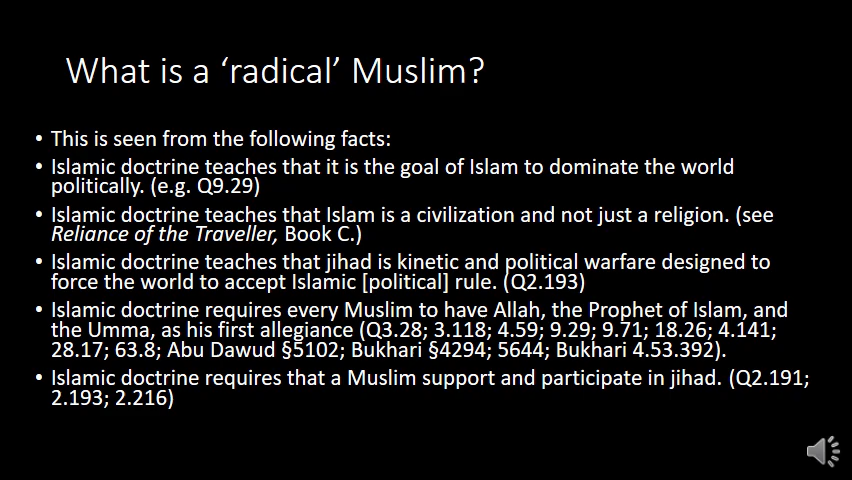 What is a ‘radical’ Muslim?
• This is seen from the following facts:
• Islamic doctrine teaches that it is the goal of Islam to dominate the world
politically. (e.g. Q9.29)
• Islamic doctrine teaches that Islam is a civilization and not just a religion. (see
Reliance of the Traveller, Book C.)
• Islamic doctrine teaches that jihad is kinetic and political warfare designed to
force the world to accept Islamic [political] rule. (Q2.193)
• Islamic doctrine requires every Muslim to have Allah, the Prophet of Islam, and
the Umma, as his first allegiance (Q3.28; 3.118; 4.59; 9.29; 9.71; 18.26; 4.141;
28.17; 63.8; Abu Dawud §5102; Bukhari §4294; 5644; Bukhari 4.53.392).
• Islamic doctrine requires that a Muslim support and participate in jihad. (Q2.191;
2.193; 2.216)